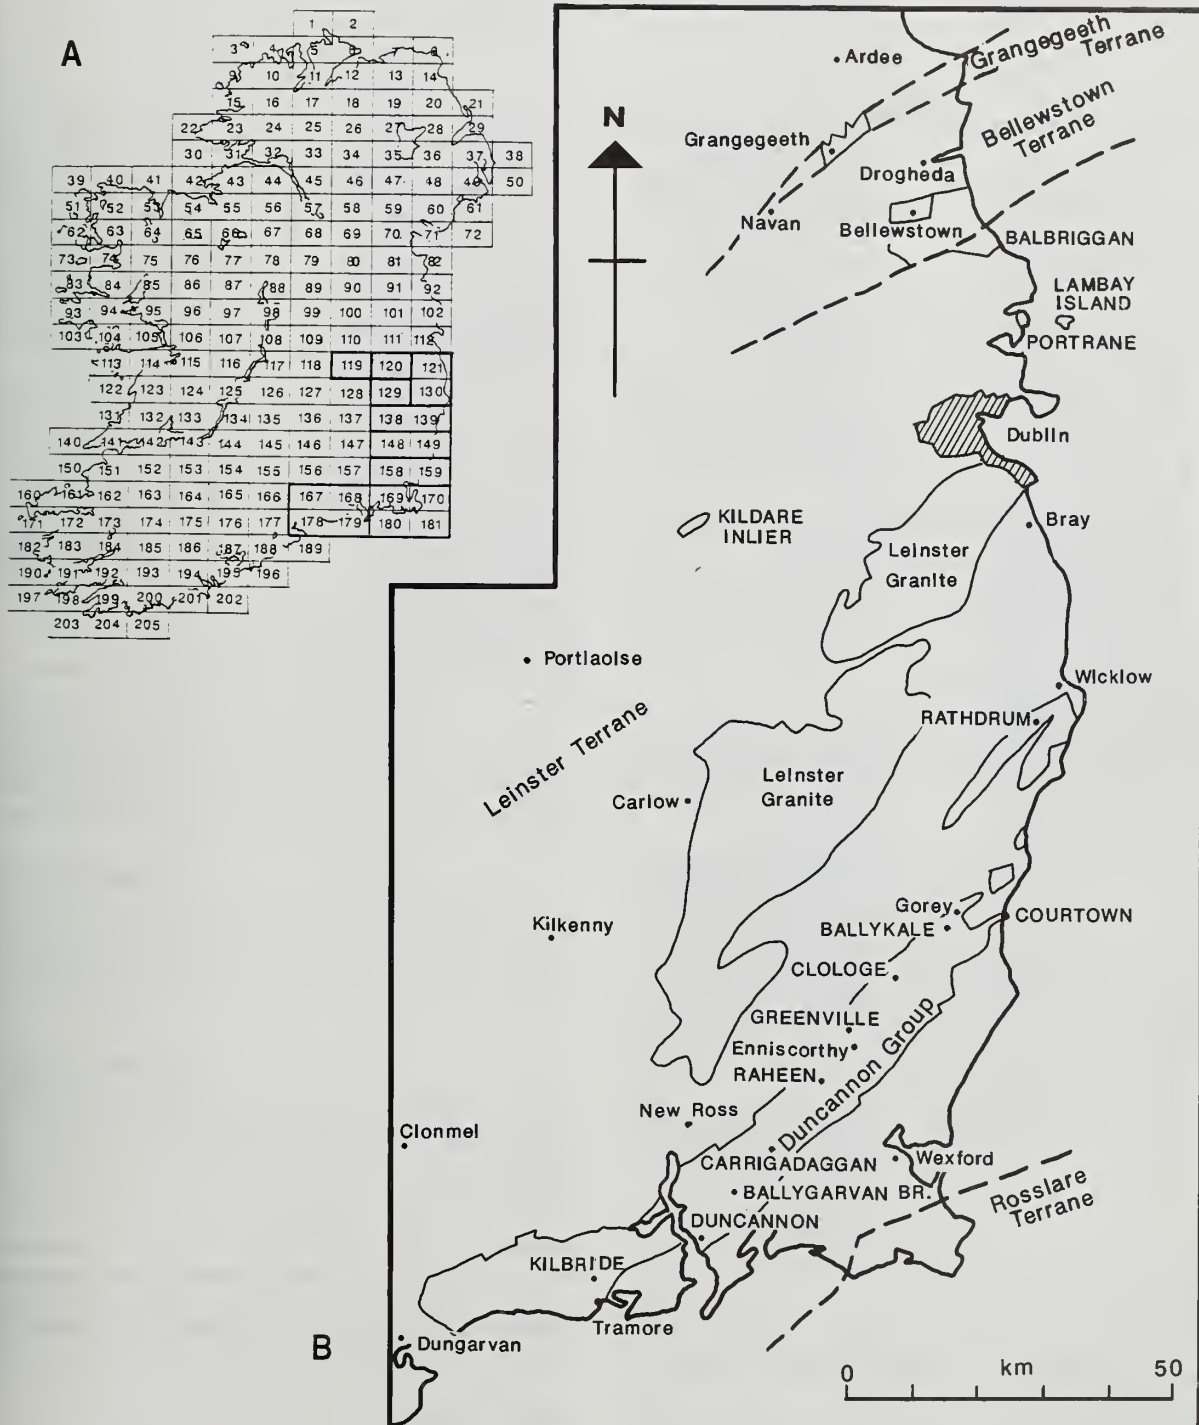 A
1 2
3 4 5 6 7 8
9 10 11 12 13 14
15 16 17 18 19 20 21
22 23 24 25 26 27 28 29
30 31 32 33 34 35 36 37 38
39 40 41 42 43 44 45 46 47 48 49 50
51 52 53 54 55 56 57 58 59 60 61
62 63 64 65 66 67 68 69 70 71 72
73 74 75 76 77 78 79 80 81 82
83 84 85 86 87 88 89 90 91 92
93 94 95 96 97 98 99 100 101 102
103 104 105 106 107 108 109 110 111 112
113 114 115 116 117 118 119 120 121
122 123 124 125 126 127 128 129 130
131 132 133 134 135 136 137 138 139
140 141 142 143 144 145 146 147 148 149
150 151 152 153 154 155 156 157 158 159
160 161 162 163 164 165 166 167 168 169 170
171 172 173 174 175 176 177 178 179 180 181
182 183 184 185 186 187 188 189
190 191 192 193 194 195 196
197 198 199 200 201 202
203 204 205
B
N
Ardee
Grangegeeth
Terrane
Bellewstown
Terrane
Grangegeeth
Drogheda
Navan
Bellewstown
BALBRIGGAN
LAMBAY
ISLAND
PORTRANE
Dublin
KILDARE
INLIER
Bray
Leinster
Granite
Portlaoise
Wicklow
RATHDRUM
Leinster Terrane
Leinster
Granite
Carlow
Gorey
COURTOWN
BALLYKALE
Kilkenny
CLOLOGE
GREENVILLE
Enniscorthy
RAHEEN
Duncannon Group
New Ross
Clonmel
CARRIGADAGGAN
Wexford
BALLYGARVAN BR.
Rosslare
Terrane
DUNCANNON
KILBRIDE
Tramore
Dungarvan
0 km 50